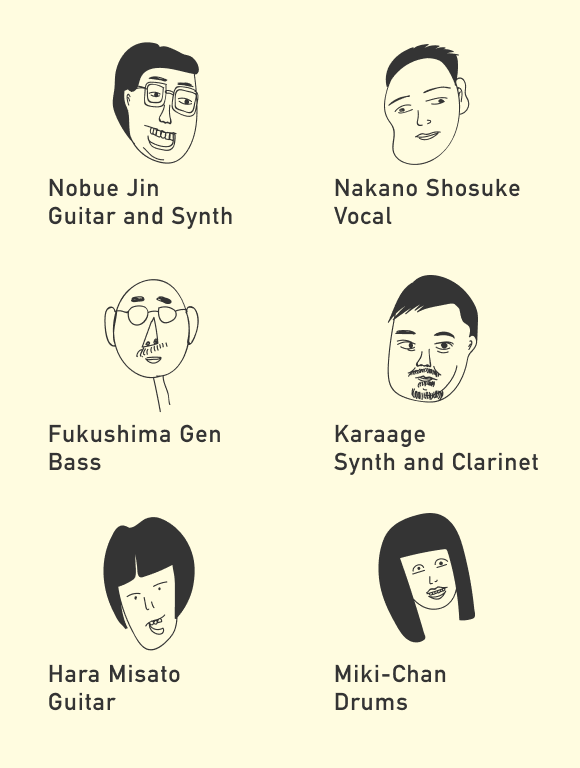 Nobue Jin
Guitar and Synth
Nakano Shosuke
Vocal
Fukushima Gen
Bass
Karaage
Synth and Clarinet
Hara Misato
Guitar
Miki-Chan
Drums